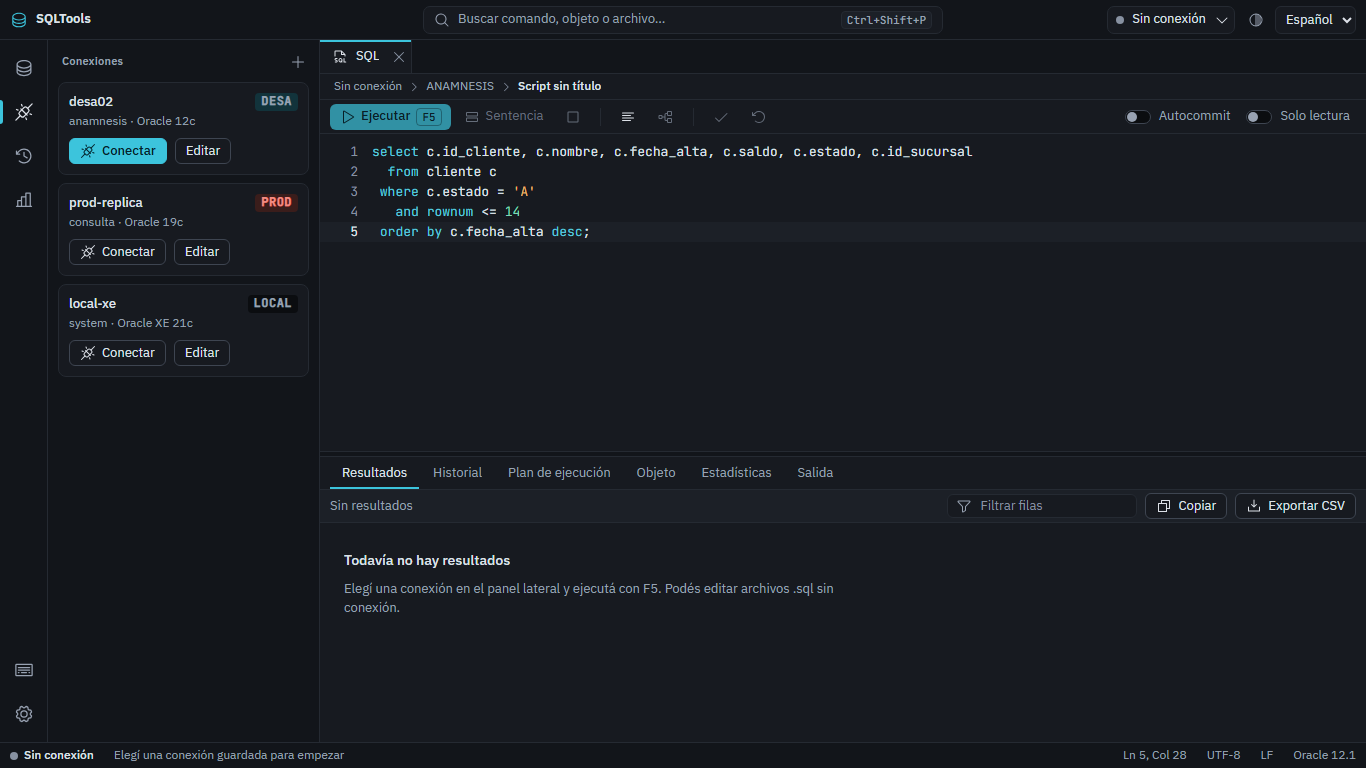 SQLTools
Buscar comando, objeto o archivo... Ctrl+Shift+P
Sin conexión
Español
Conexiones
desa02 DESA
anamnesis · Oracle 12c
Conectar Editar
prod-replica PROD
consulta · Oracle 19c
Conectar Editar
local-xe LOCAL
system · Oracle XE 21c
Conectar Editar
SQL
Sin conexión > ANAMNESIS > Script sin título
Ejecutar F5 Sentencia Autocommit Solo lectura
1 select c.id_cliente, c.nombre, c.fecha_alta, c.saldo, c.estado, c.id_sucursal
2 from cliente c
3 where c.estado = 'A'
4 and rownum <= 14
5 order by c.fecha_alta desc;
Resultados Historial Plan de ejecución Objeto Estadísticas Salida
Sin resultados Filtrar filas Copiar Exportar CSV
Todavía no hay resultados
Elegí una conexión en el panel lateral y ejecutá con F5. Podés editar archivos .sql sin
conexión.
Sin conexión Elegí una conexión guardada para empezar Ln 5, Col 28 UTF-8 LF Oracle 12.1